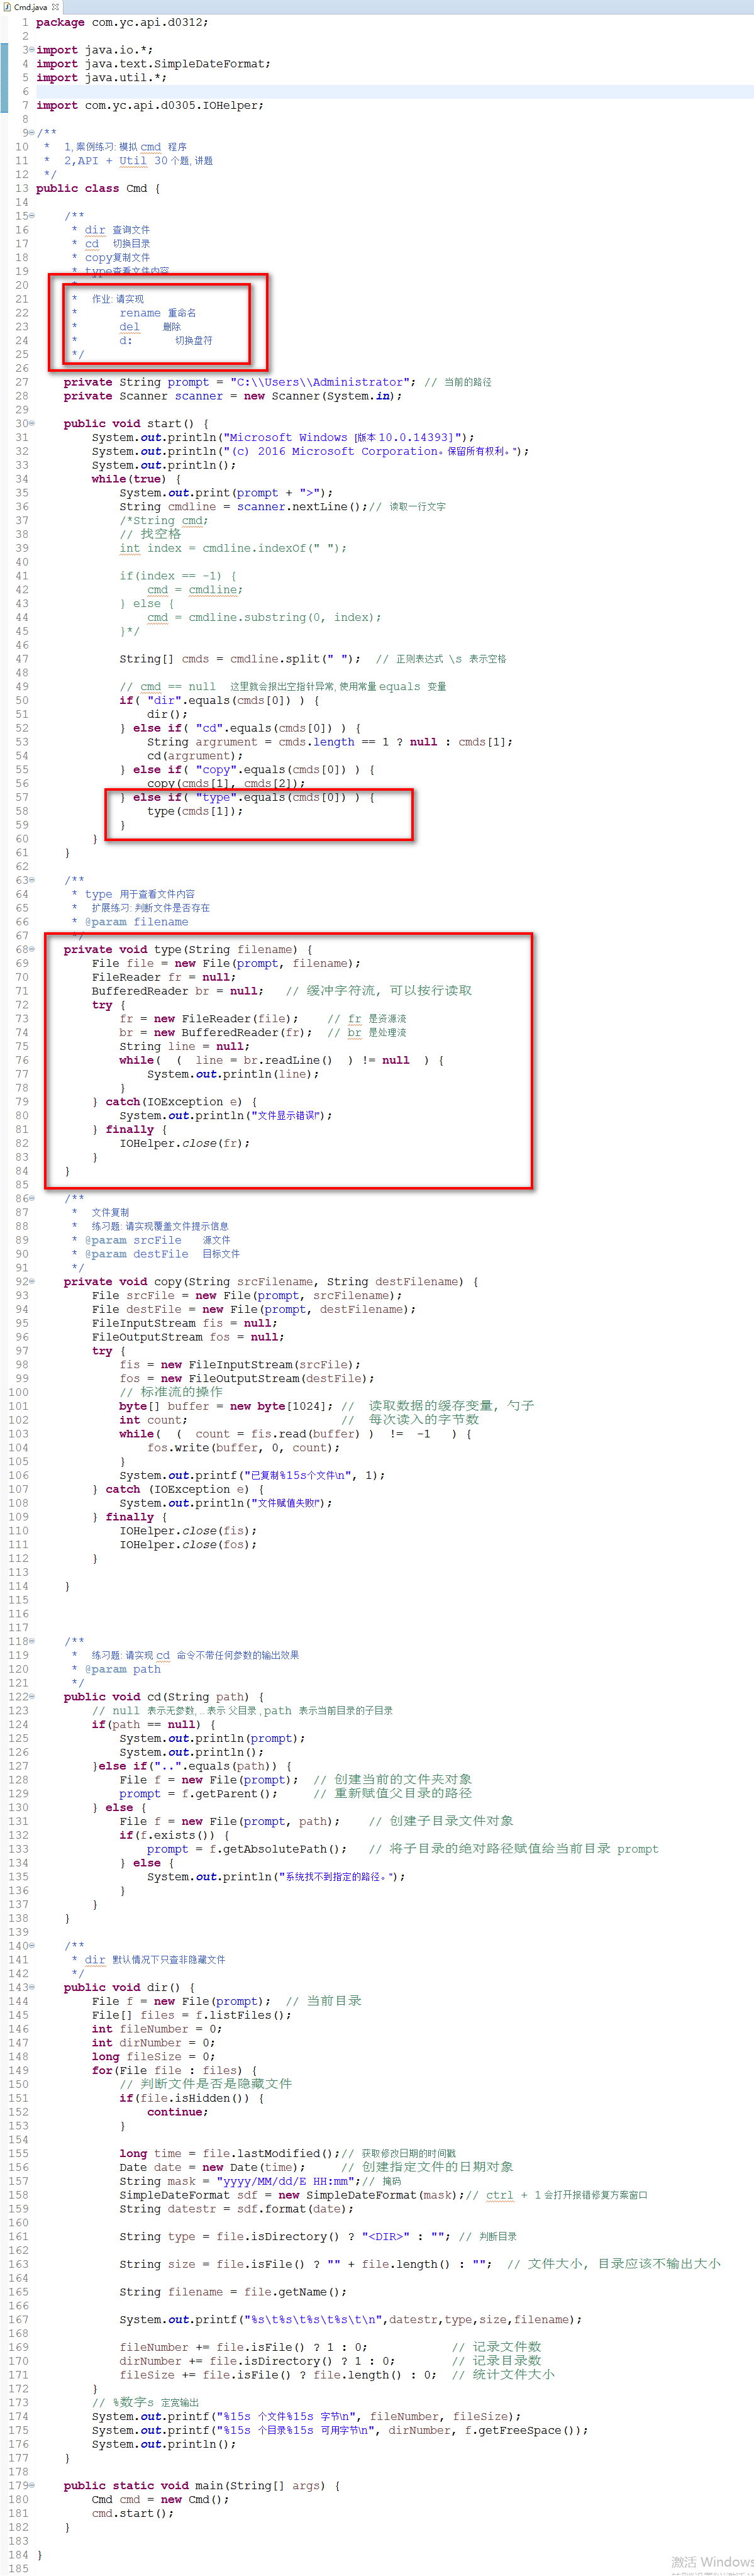 Cmd.java
1 package com.yc.api.d0312;
2
3 import java.io.*;
4 import java.text.SimpleDateFormat;
5 import java.util.*;
6
7 import com.yc.api.d0305.IOHelper;
8
9 /**
10  *  1,案例练习:模拟 cmd 程序
11  *  2,API + Util 30个题,讲题
12  */
13 public class Cmd {
14
15     /**
16      * dir 查询文件
17      * cd  切换目录
18      * copy复制文件
19      * type查看文件内容
20      *
21      *  作业:请实现
22      *      rename 重命名
23      *      del    删除
24      *      d:      切换盘符
25      */
26
27     private String prompt = "C:\\Users\\Administrator"; // 当前的路径
28     private Scanner scanner = new Scanner(System.in);
29
30     public void start() {
31         System.out.println("Microsoft Windows [版本 10.0.14393]");
32         System.out.println("(c) 2016 Microsoft Corporation。保留所有权利。");
33         System.out.println();
34         while(true) {
35             System.out.print(prompt + ">");
36             String cmdline = scanner.nextLine();// 读取一行文字
37             /*String cmd;
38             // 找空格
39             int index = cmdline.indexOf(" ");
40
41             if(index == -1) {
42                 cmd = cmdline;
43             } else {
44                 cmd = cmdline.substring(0, index);
45             }*/
46
47             String[] cmds = cmdline.split(" ");  // 正则表达式 \s 表示空格
48
49             // cmd == null  这里就会报出空指针异常,使用常量 equals 变量
50             if( "dir".equals(cmds[0]) ) {
51                 dir();
52             } else if( "cd".equals(cmds[0]) ) {
53                 String argrument = cmds.length == 1 ? null : cmds[1];
54                 cd(argrument);
55             } else if( "copy".equals(cmds[0]) ) {
56                 copy(cmds[1], cmds[2]);
57             } else if( "type".equals(cmds[0]) ) {
58                 type(cmds[1]);
59             }
60         }
61     }
62
63     /**
64      * type 用于查看文件内容
65      *  扩展练习:判断文件是否存在
66      * @param filename
67      */
68     private void type(String filename) {
69         File file = new File(prompt, filename);
70         FileReader fr = null;
71         BufferedReader br = null;   // 缓冲字符流, 可以按行读取
72         try {
73             fr = new FileReader(file);    // fr 是资源流
74             br = new BufferedReader(fr);  // br 是处理流
75             String line = null;
76             while(  (  line = br.readLine()  ) != null  ) {
77                 System.out.println(line);
78             }
79         } catch(IOException e) {
80             System.out.println("文件显示错误!");
81         } finally {
82             IOHelper.close(fr);
83         }
84     }
85
86     /**
87      *  文件复制
88      *  练习题:请实现覆盖文件提示信息
89      * @param srcFile   源文件
90      * @param destFile  目标文件
91      */
92     private void copy(String srcFilename, String destFilename) {
93         File srcFile = new File(prompt, srcFilename);
94         File destFile = new File(prompt, destFilename);
95         FileInputStream fis = null;
96         FileOutputStream fos = null;
97         try {
98             fis = new FileInputStream(srcFile);
99             fos = new FileOutputStream(destFile);
100             // 标准流的操作
101             byte[] buffer = new byte[1024]; //  读取数据的缓存变量, 勺子
102             int count;                      //  每次读入的字节数
103             while(  (  count = fis.read(buffer) )  !=  -1   ) {
104                 fos.write(buffer, 0, count);
105             }
106             System.out.printf("已复制%15s个文件\n", 1);
107         } catch (IOException e) {
108             System.out.println("文件赋值失败!");
109         } finally {
110             IOHelper.close(fis);
111             IOHelper.close(fos);
112         }
113
114     }
115
116
117
118     /**
119      *  练习题:请实现 cd 命令不带任何参数的输出效果
120      * @param path
121      */
122     public void cd(String path) {
123         // null 表示无参数, .. 表示 父目录 , path 表示当前目录的子目录
124         if(path == null) {
125             System.out.println(prompt);
126             System.out.println();
127         }else if("..".equals(path)) {
128             File f = new File(prompt);  // 创建当前的文件夹对象
129             prompt = f.getParent();     // 重新赋值父目录的路径
130         } else {
131             File f = new File(prompt, path);    // 创建子目录文件对象
132             if(f.exists()) {
133                 prompt = f.getAbsolutePath();   // 将子目录的绝对路径赋值给当前目录 prompt
134             } else {
135                 System.out.println("系统找不到指定的路径。");
136             }
137         }
138     }
139
140     /**
141      * dir 默认情况下只查非隐藏文件
142      */
143     public void dir() {
144         File f = new File(prompt);  // 当前目录
145         File[] files = f.listFiles();
146         int fileNumber = 0;
147         int dirNumber = 0;
148         long fileSize = 0;
149         for(File file : files) {
150             // 判断文件是否是隐藏文件
151             if(file.isHidden()) {
152                 continue;
153             }
154
155             long time = file.lastModified();// 获取修改日期的时间戳
156             Date date = new Date(time);     // 创建指定文件的日期对象
157             String mask = "yyyy/MM/dd/E HH:mm";// 掩码
158             SimpleDateFormat sdf = new SimpleDateFormat(mask);// ctrl + 1 会打开报错修复方案窗口
159             String datestr = sdf.format(date);
160
161             String type = file.isDirectory() ? "<DIR>" : ""; // 判断目录
162
163             String size = file.isFile() ? "" + file.length() : "";  // 文件大小, 目录应该不输出大小
164
165             String filename = file.getName();
166
167             System.out.printf("%s\t%s\t%s\t%s\t\n",datestr,type,size,filename);
168
169             fileNumber += file.isFile() ? 1 : 0;            // 记录文件数
170             dirNumber += file.isDirectory() ? 1 : 0;        // 记录目录数
171             fileSize += file.isFile() ? file.length() : 0;  // 统计文件大小
172         }
173         // %数字s 定宽输出
174         System.out.printf("%15s 个文件%15s 字节\n", fileNumber, fileSize);
175         System.out.printf("%15s 个目录%15s 可用字节\n", dirNumber, f.getFreeSpace());
176         System.out.println();
177     }
178
179     public static void main(String[] args) {
180         Cmd cmd = new Cmd();
181         cmd.start();
182     }
183
184 }
185
激活 Windows